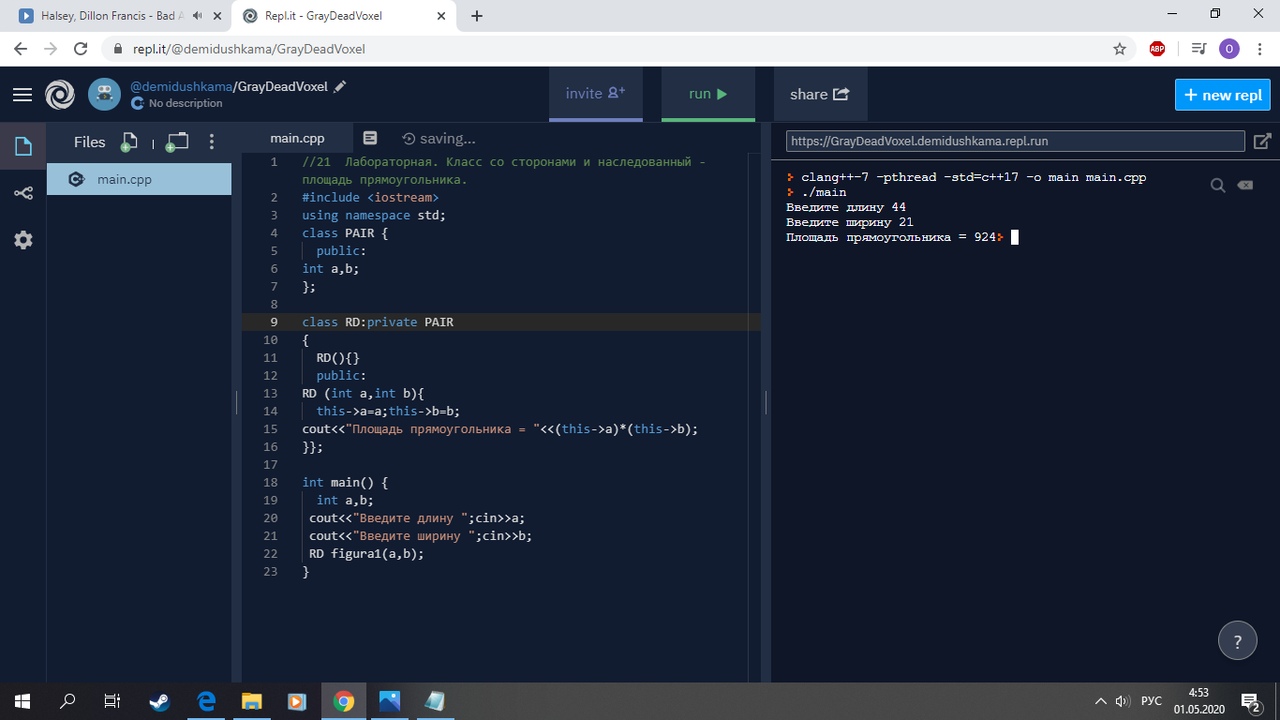 Halsey, Dillon Francis - Bad
Repl.it - GrayDeadVoxel
repl.it/@demidushkama/GrayDeadVoxel
ABP
O
@demidushkama/GrayDeadVoxel
No description
invite
run
share
+ new repl
Files
main.cpp
main.cpp
saving...
https://GrayDeadVoxel.demidushkama.repl.run
1 //21 Лабораторная. Класс со сторонами и наследованный -
площадь прямоугольника.
2 #include <iostream>
3 using namespace std;
4 class PAIR {
5 public:
6 int a,b;
7 };
8
9 class RD:private PAIR
10 {
11 RD(){}
12 public:
13 RD (int a,int b){
14 this->a=a;this->b=b;
15 cout<<"Площадь прямоугольника = "<<(this->a)*(this->b);
16 }};
17
18 int main() {
19 int a,b;
20 cout<<"Введите длину ";cin>>a;
21 cout<<"Введите ширину ";cin>>b;
22 RD figura1(a,b);
23 }
clang++-7 -pthread -std=c++17 -o main main.cpp
./main
Введите длину 44
Введите ширину 21
Площадь прямоугольника = 924
?
РУС
4:53
01.05.2020
2